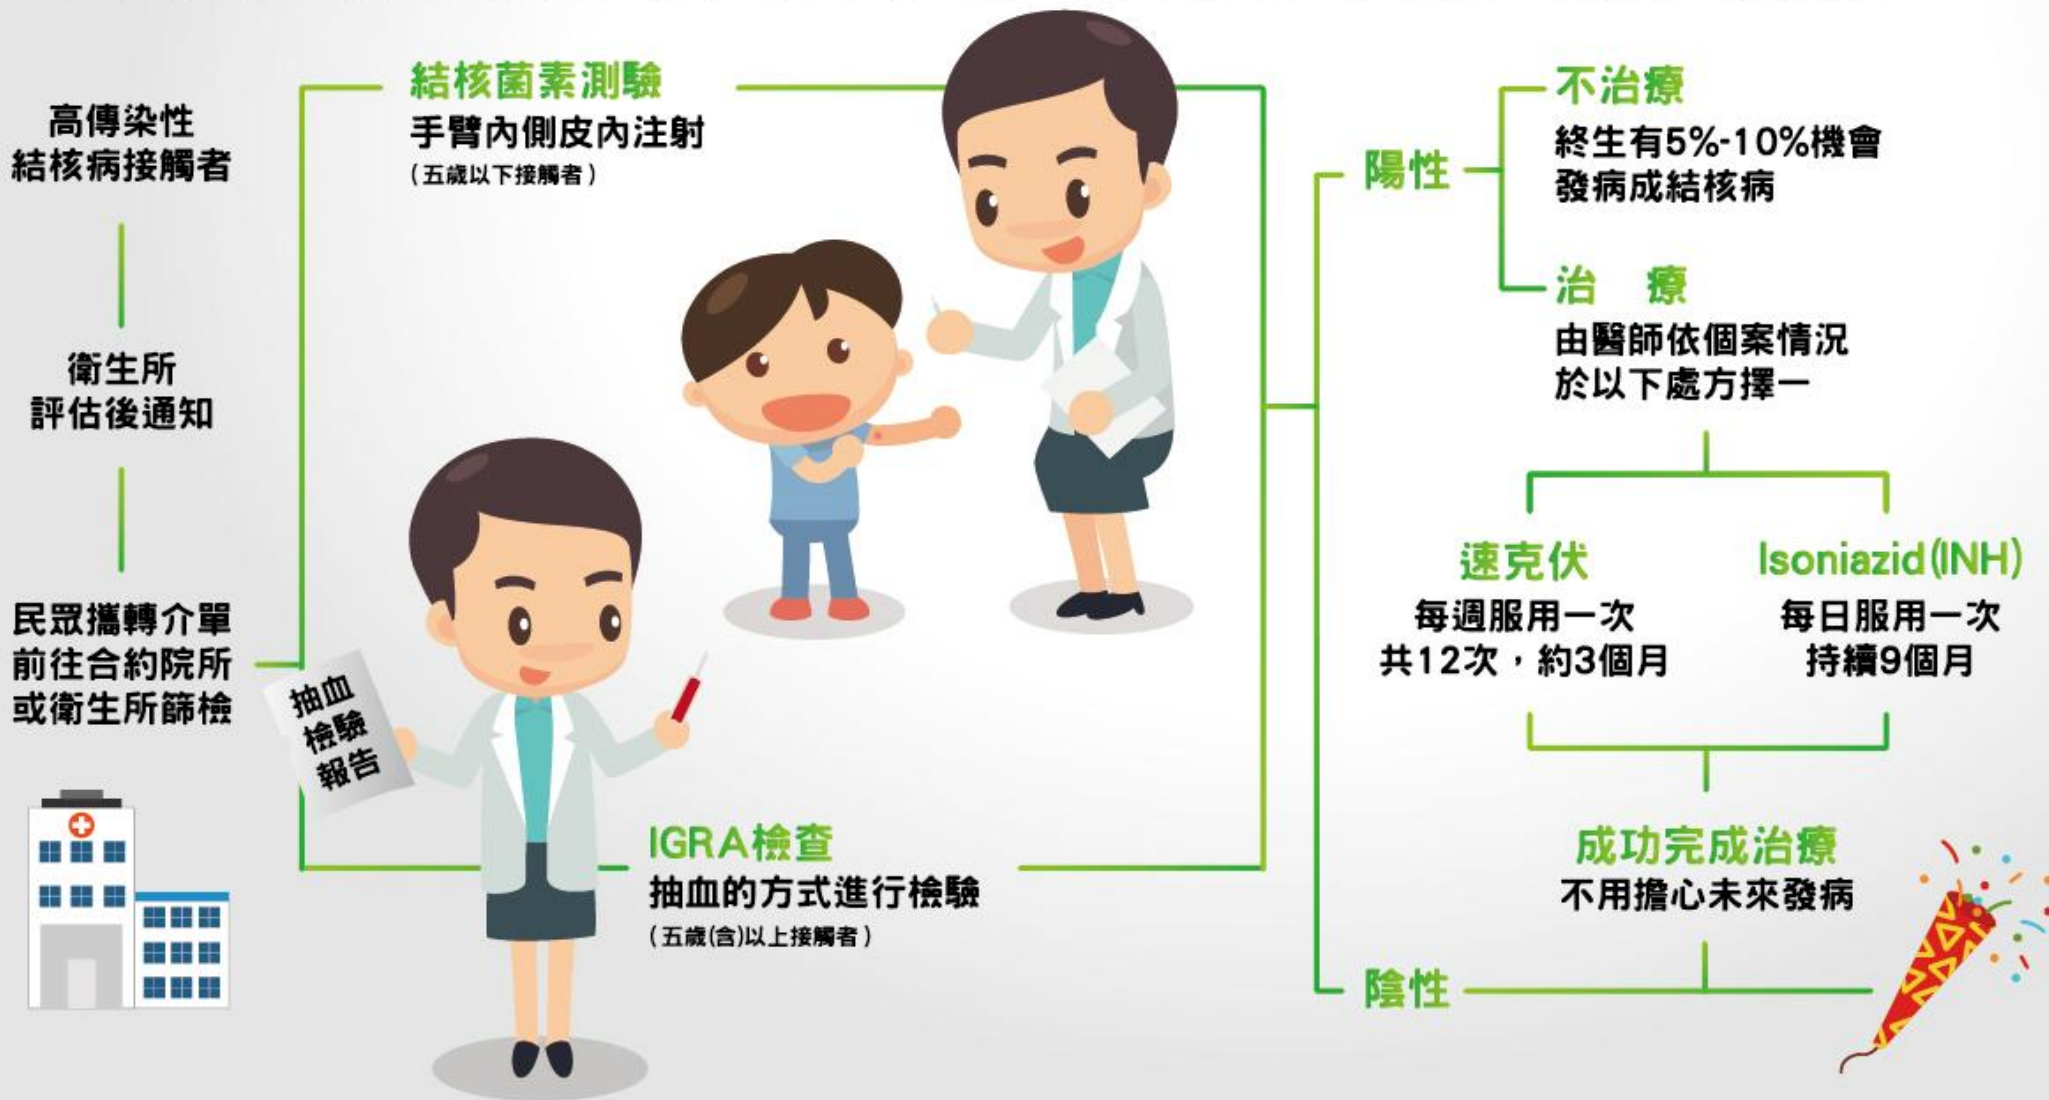 高傳染性
結核病接觸者
衛生所
評估後通知
民眾攜轉介單
前往合約院所
或衛生所篩檢
結核菌素測驗
手臂內側皮內注射
(五歲以下接觸者)
抽血
檢驗
報告
IGRA檢查
抽血的方式進行檢驗
(五歲(含)以上接觸者)
陽性
不治療
終生有5%-10%機會
發病成結核病
治 療
由醫師依個案情況
於以下處方擇一
速克伏
每週服用一次
共12次，約3個月
Isoniazid(INH)
每日服用一次
持續9個月
成功完成治療
不用擔心未來發病
陰性